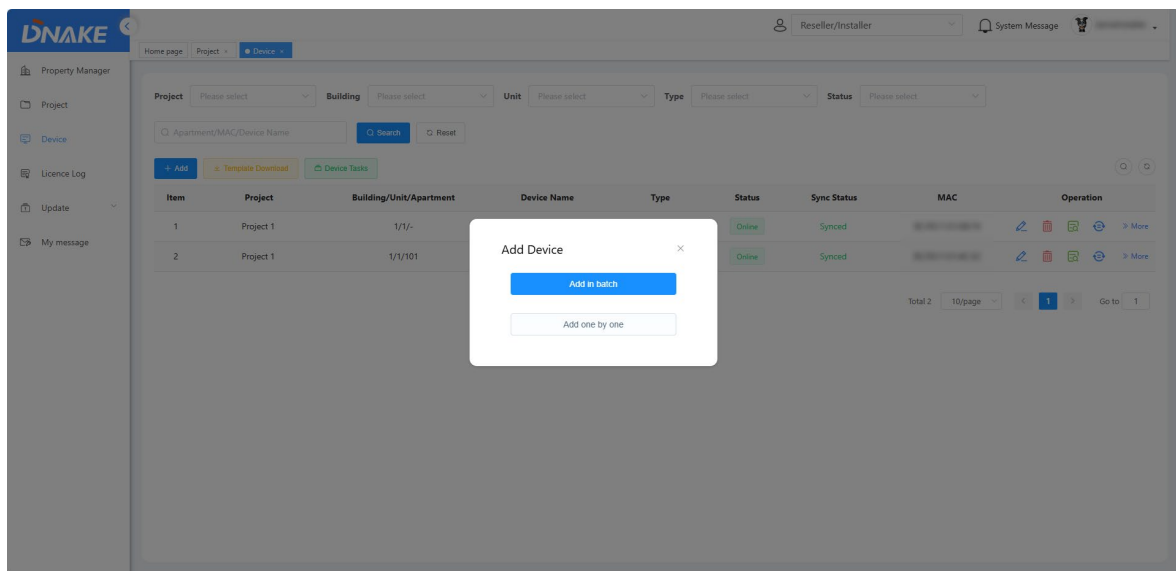 DNAKE
Reseller/Installer
System Message
Home page Project × Device ×
Property Manager
Project
Device
Licence Log
Update
My message
Project Please select Building Please select Unit Please select Type Please select Status Please select
Apartment/MAC/Device Name Search Reset
+ Add Template Download Device Tasks
Item Project Building/Unit/Apartment Device Name Type Status Sync Status MAC Operation
1 Project 1 1/1/- Online Synced » More
2 Project 1 1/1/101 Online Synced » More
Add Device ×
Add in batch
Add one by one
Total 2 10/page < 1 > Go to 1